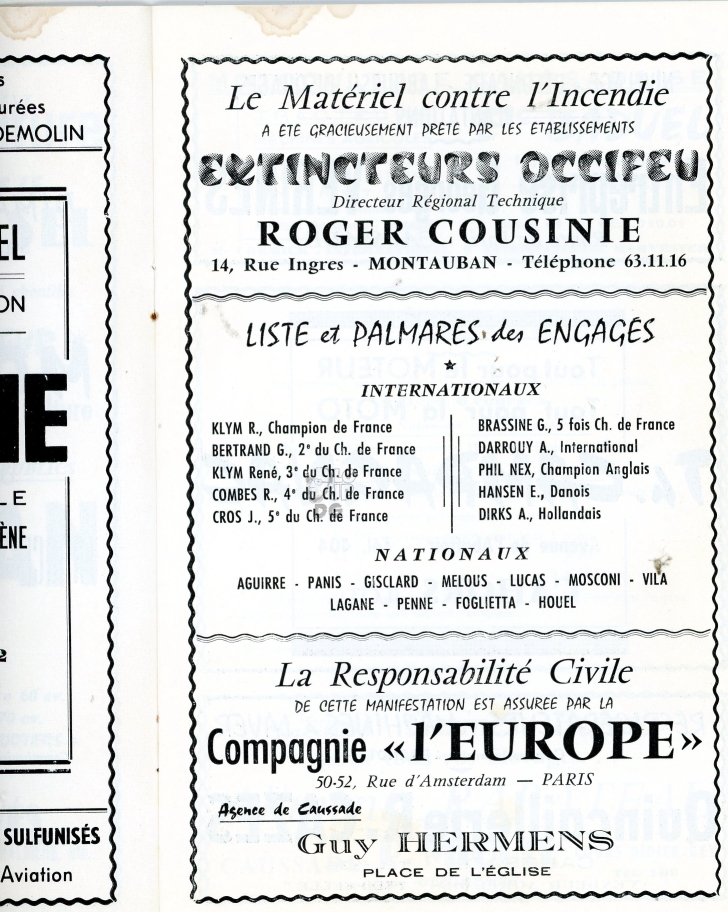 s
urées
DEMOLIN
EL
ON
IE
LE
ÈNE
SULFUNISÉS
Aviation
Le Matériel contre l'Incendie
A ETE GRACIEUSEMENT PRÈTE PAR LES ETABLISSEMENTS
EXTINCTEURS OCCIFEU
Directeur Régional Technique
ROGER COUSINIE
14, Rue Ingres - MONTAUBAN - Téléphone 63.11.16
LISTE et PALMARÈS des ENGAGÉS
INTERNATIONAUX
KLYM R., Champion de France
BERTRAND G., 2e du Ch. de France
KLYM René, 3e du Ch. de France
COMBES R., 4e du Ch. de France
CROS J., 5e du Ch. de France
BRASSINE G., 5 fois Ch. de France
DARROUY A., International
PHIL NEX, Champion Anglais
HANSEN E., Danois
DIRKS A., Hollandais
NATIONAUX
AGUIRRE - PANIS - GISCLARD - MELOUS - LUCAS - MOSCONI - VILA
LAGANE - PENNE - FOGLIETTA - HOUEL
La Responsabilité Civile
DE CETTE MANIFESTATION EST ASSURÉE PAR LA
Compagnie «l'EUROPE»
50-52, Rue d'Amsterdam — PARIS
Agence de Caussade
Guy HERMENS
PLACE DE L'ÉGLISE